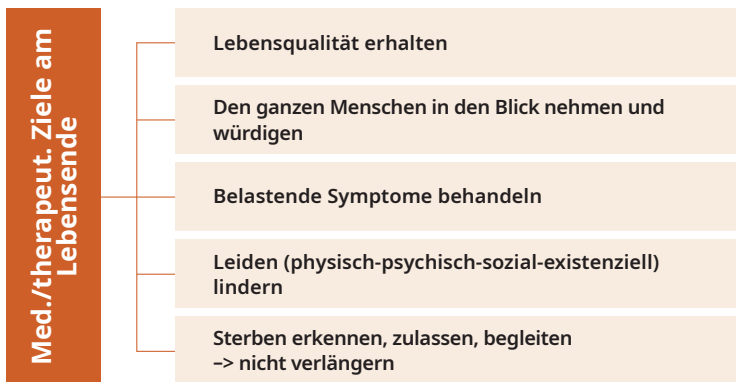 Med./therapeut. Ziele am
Lebensende
Lebensqualität erhalten
Den ganzen Menschen in den Blick nehmen und
würdigen
Belastende Symptome behandeln
Leiden (physisch-psychisch-sozial-existenziell)
lindern
Sterben erkennen, zulassen, begleiten
–> nicht verlängern